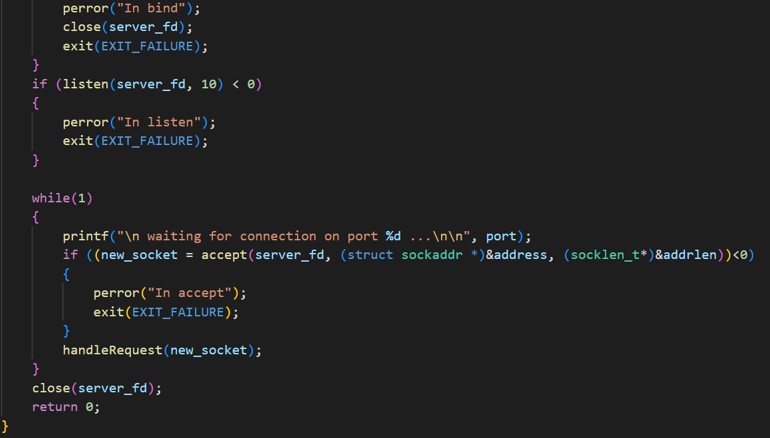 perror("In bind");
close(server_fd);
exit(EXIT_FAILURE);
}
if (listen(server_fd, 10) < 0)
{
perror("In listen");
exit(EXIT_FAILURE);
}
while(1)
{
printf("\n waiting for connection on port %d ...\n\n", port);
if ((new_socket = accept(server_fd, (struct sockaddr *)&address, (socklen_t*)&addrlen))<0)
{
perror("In accept");
exit(EXIT_FAILURE);
}
handleRequest(new_socket);
}
close(server_fd);
return 0;
}